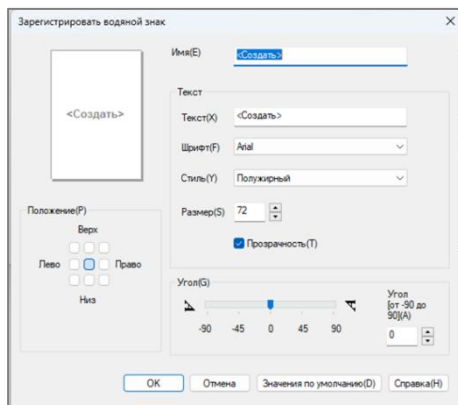 Зарегистрировать водяной знак
Имя(E)
<Создать>
<Создать>
Текст
Текст(X)
<Создать>
Шрифт(F)
Arial
Стиль(Y)
Полужирный
Размер(S)
72
Прозрачность(T)
Положение(P)
Верх
Лево
Право
Низ
Угол(G)
-90
-45
0
45
90
Угол
[от -90 до
90](A)
0
OK
Отмена
Значения по умолчанию(D)
Справка(H)